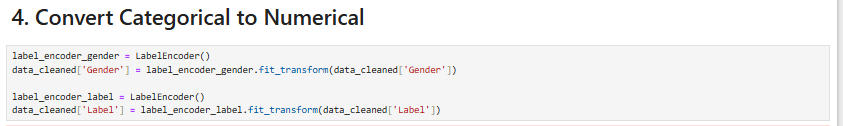 4. Convert Categorical to Numerical
label_encoder_gender = LabelEncoder()
data_cleaned['Gender'] = label_encoder_gender.fit_transform(data_cleaned['Gender'])
label_encoder_label = LabelEncoder()
data_cleaned['Label'] = label_encoder_label.fit_transform(data_cleaned['Label'])